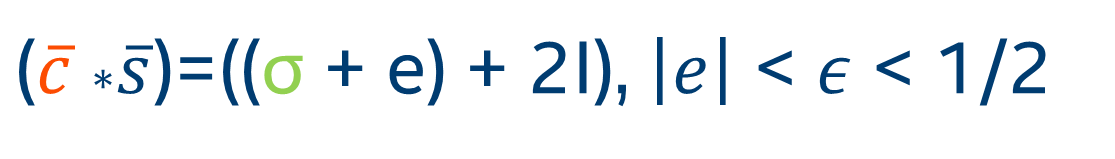 (c̄ *s̄)=((σ + e) + 2I), |e| < ϵ < 1/2